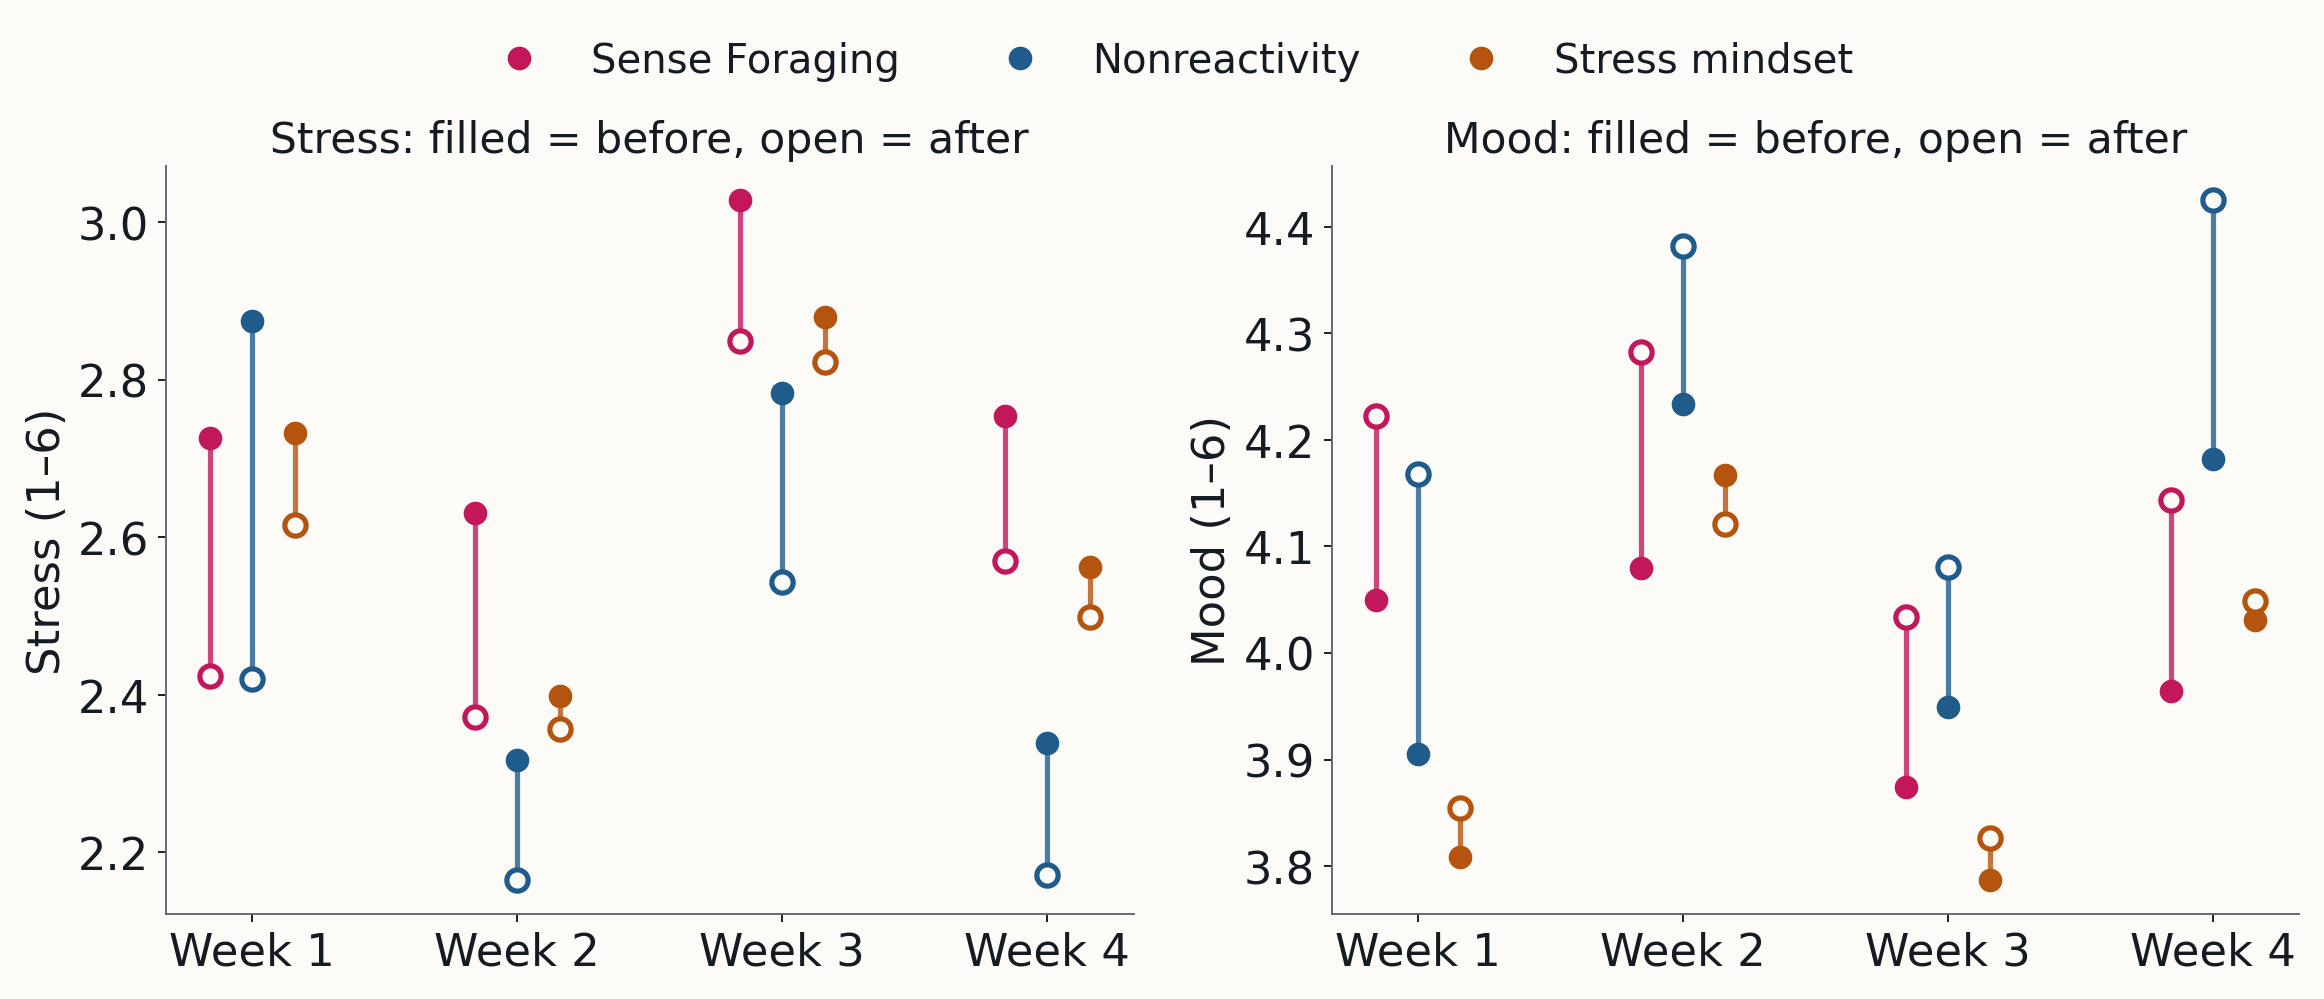 Sense Foraging
Nonreactivity
Stress mindset
Stress: filled = before, open = after
Stress (1–6)
3.0
2.8
2.6
2.4
2.2
Week 1
Week 2
Week 3
Week 4
Mood: filled = before, open = after
Mood (1–6)
4.4
4.3
4.2
4.1
4.0
3.9
3.8
Week 1
Week 2
Week 3
Week 4